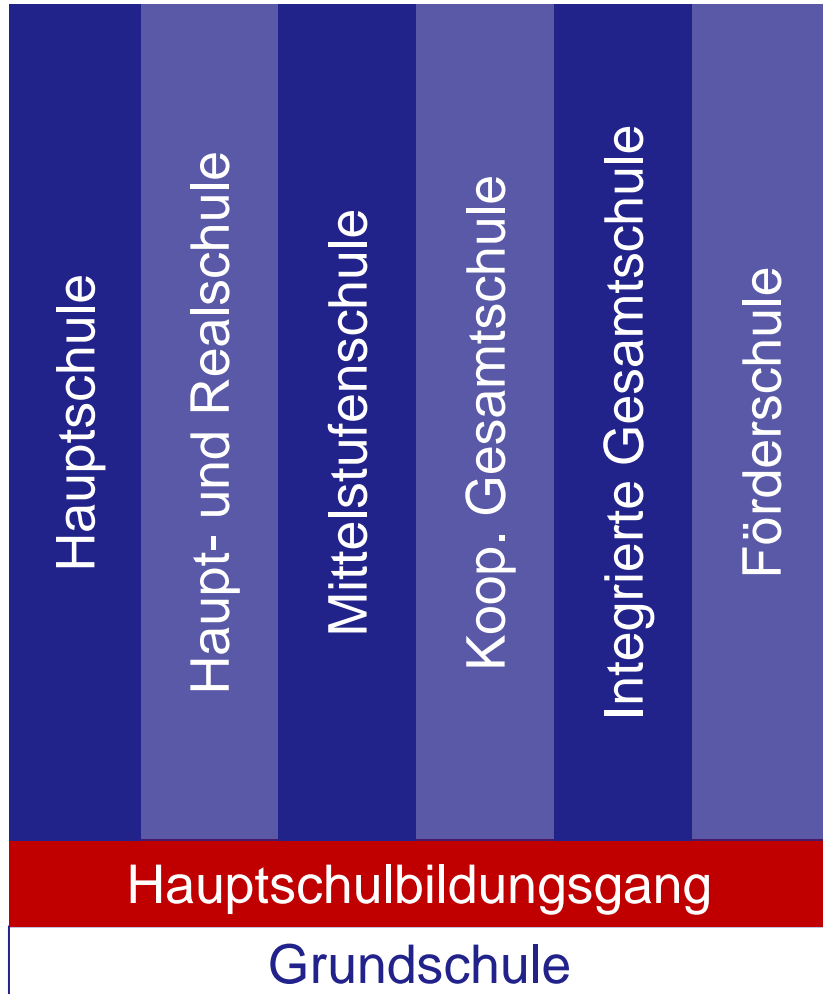 Hauptschule
Haupt- und Realschule
Mittelstufenschule
Koop. Gesamtschule
Integrierte Gesamtschule
Förderschule
Hauptschulbildungsgang
Grundschule